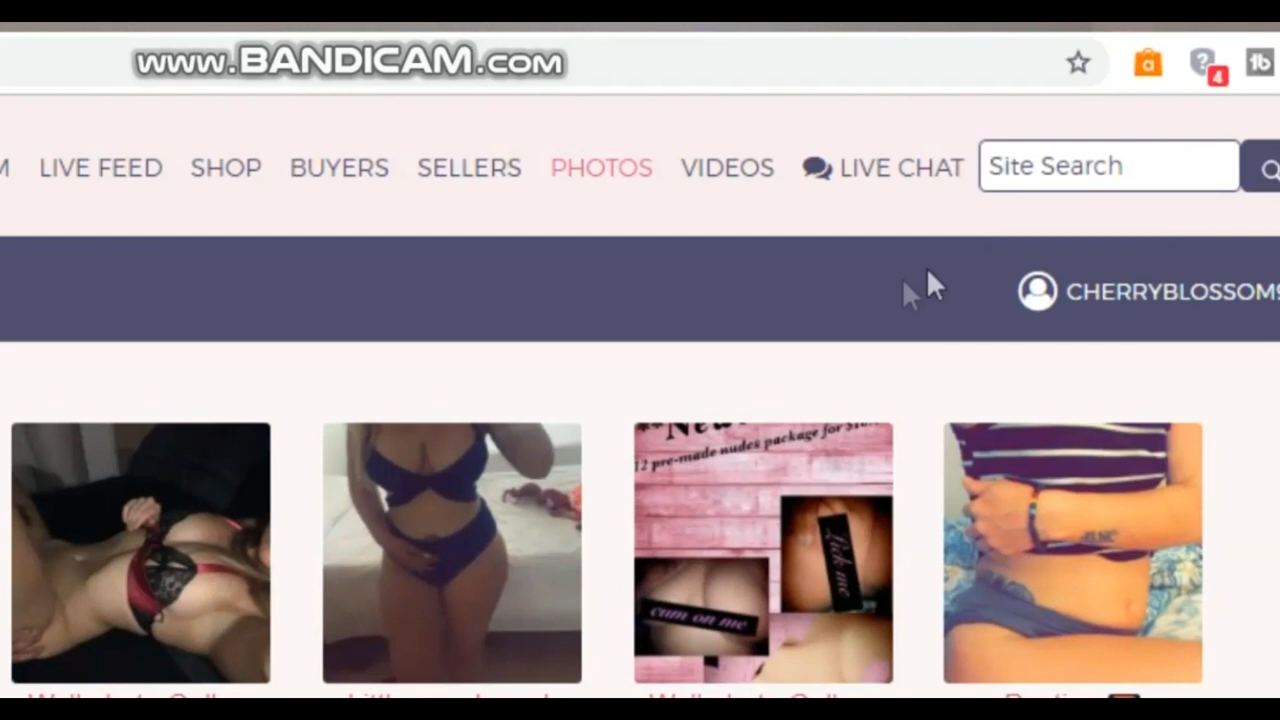 www.BANDICAM.com
4
LIVE FEED SHOP BUYERS SELLERS PHOTOS VIDEOS LIVE CHAT Site Search
CHERRYBLOSSOM
12 pre-made nudes package for
Lick me
cum on me